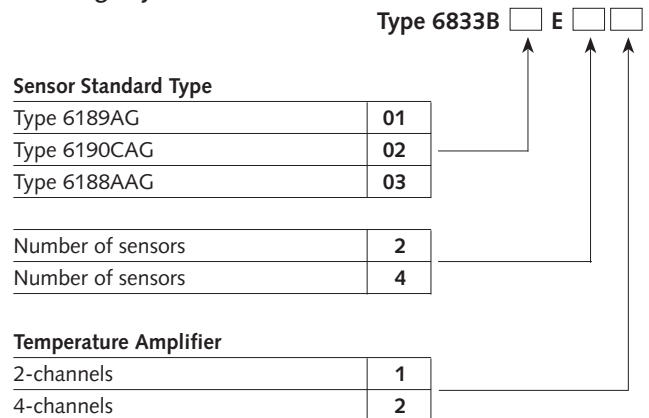 Type 6833B E
Sensor Standard Type
Type 6189AG 01
Type 6190CAG 02
Type 6188AAG 03
Number of sensors 2
Number of sensors 4
Temperature Amplifier
2-channels 1
4-channels 2